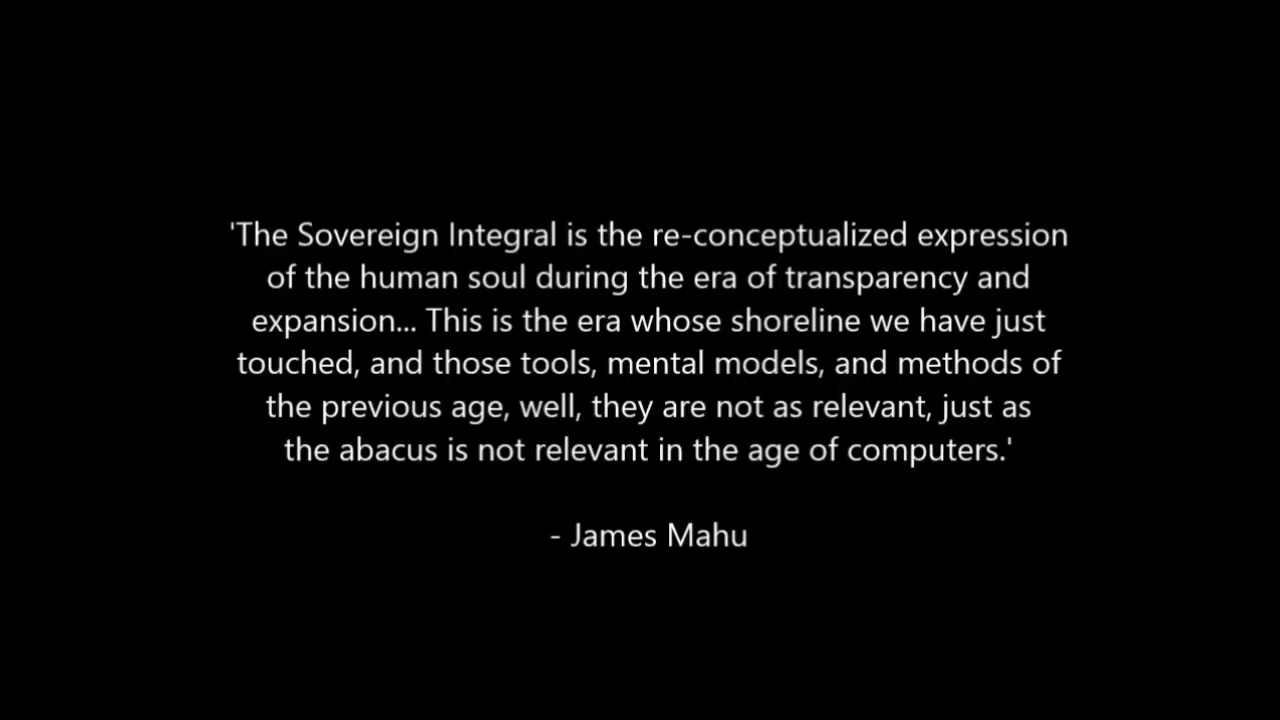 'The Sovereign Integral is the re-conceptualized expression
of the human soul during the era of transparency and
expansion... This is the era whose shoreline we have just
touched, and those tools, mental models, and methods of
the previous age, well, they are not as relevant, just as
the abacus is not relevant in the age of computers.'
- James Mahu